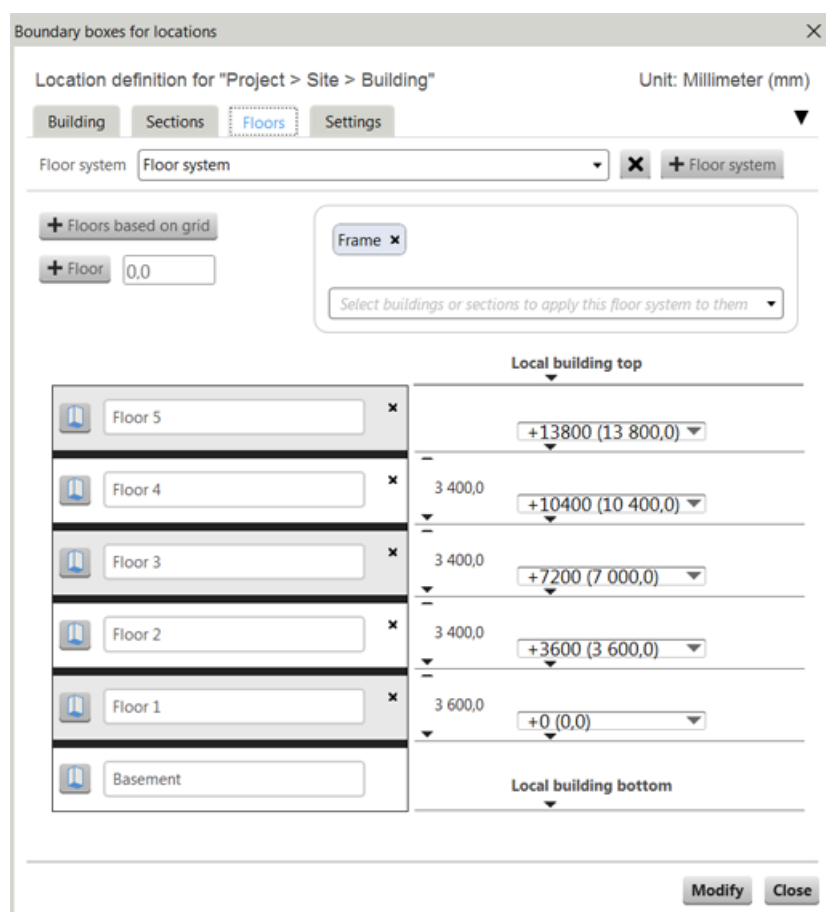 Boundary boxes for locations
Location definition for "Project > Site > Building" Unit: Millimeter (mm)
Building Sections Floors Settings
Floor system Floor system Floor system
Floors based on grid
Frame
Floor 0,0
Select buildings or sections to apply this floor system to them
Local building top
Floor 5
+13800 (13 800,0)
Floor 4 3 400,0
+10400 (10 400,0)
Floor 3 3 400,0
+7200 (7 000,0)
Floor 2 3 400,0
+3600 (3 600,0)
Floor 1 3 600,0
+0 (0,0)
Basement Local building bottom
Modify Close